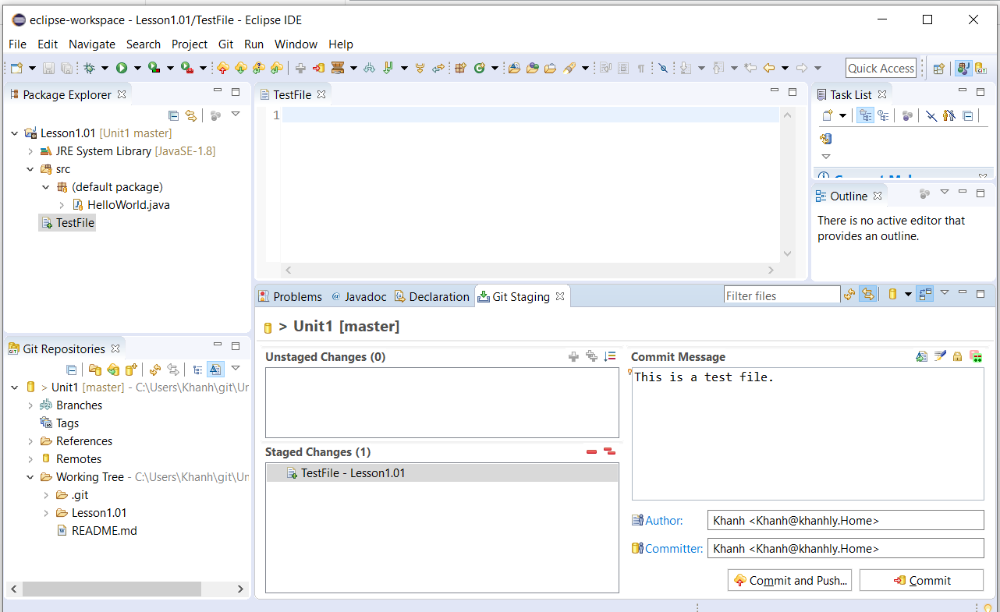 eclipse-workspace - Lesson1.01/TestFile - Eclipse IDE
File Edit Navigate Search Project Git Run Window Help
Quick Access
Package Explorer
Lesson1.01 [Unit1 master]
JRE System Library [JavaSE-1.8]
src
(default package)
HelloWorld.java
TestFile
TestFile
1
Task List
Outline
There is no active editor that
provides an outline.
Git Repositories
> Unit1 [master] - C:\Users\Khanh\git\Ur
Branches
Tags
References
Remotes
Working Tree - C:\Users\Khanh\git\Un
.git
Lesson1.01
README.md
Problems @ Javadoc Declaration Git Staging
Filter files
> Unit1 [master]
Unstaged Changes (0)
Staged Changes (1)
TestFile - Lesson1.01
Commit Message
This is a test file.
Author: Khanh <Khanh@khanhly.Home>
Committer: Khanh <Khanh@khanhly.Home>
Commit and Push... Commit